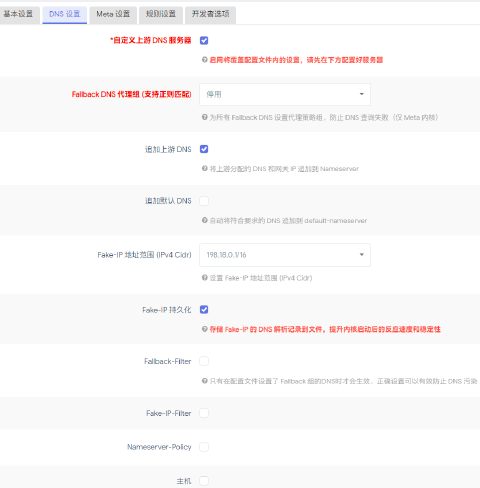 基本设置 DNS 设置 Meta 设置 规则设置 开发者选项
*自定义上游 DNS 服务器
启用将覆盖配置文件内的设置，请先在下方配置好服务器
Fallback DNS 代理组 (支持正则匹配) 停用
为所有 Fallback DNS 设置代理策略组，防止 DNS 查询失败（仅 Meta 内核）
追加上游 DNS
将上游分配的 DNS 和网关 IP 追加到 Nameserver
追加默认 DNS
自动将符合要求的 DNS 追加到 default-nameserver
Fake-IP 地址范围 (IPv4 Cidr) 198.18.0.1/16
设置 Fake-IP 地址范围 (IPv4 Cidr)
Fake-IP 持久化
存储 Fake-IP 的 DNS 解析记录到文件，提升内核启动后的反应速度和稳定性
Fallback-Filter
只有在配置文件设置了 Fallback 组的DNS时才会生效，正确设置可以有效防止 DNS 污染
Fake-IP-Filter
Nameserver-Policy
主机